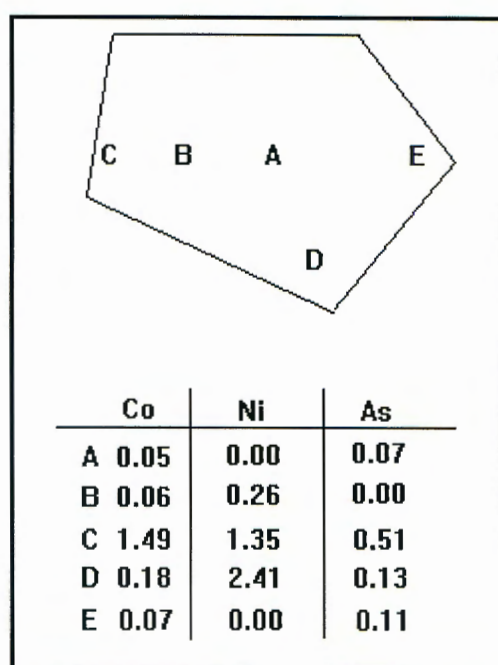 C B A E
D
Co Ni As
A 0.05 0.00 0.07
B 0.06 0.26 0.00
C 1.49 1.35 0.51
D 0.18 2.41 0.13
E 0.07 0.00 0.11